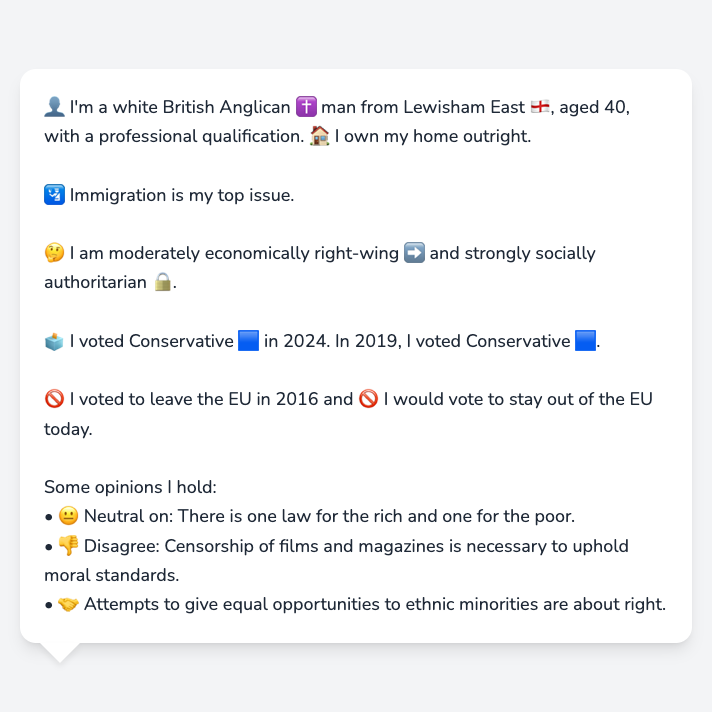 👤 I'm a white British Anglican ✝️ man from Lewisham East 🏴󠁧󠁢󠁥󠁮󠁧󠁿, aged 40,
with a professional qualification. 🏠 I own my home outright.
🛂 Immigration is my top issue.
🤔 I am moderately economically right-wing ➡️ and strongly socially
authoritarian 🔒.
🗳️ I voted Conservative 🟦 in 2024. In 2019, I voted Conservative 🟦.
🚫 I voted to leave the EU in 2016 and 🚫 I would vote to stay out of the EU
today.
Some opinions I hold:
• 😐 Neutral on: There is one law for the rich and one for the poor.
• 👎 Disagree: Censorship of films and magazines is necessary to uphold
moral standards.
• 🤝 Attempts to give equal opportunities to ethnic minorities are about right.